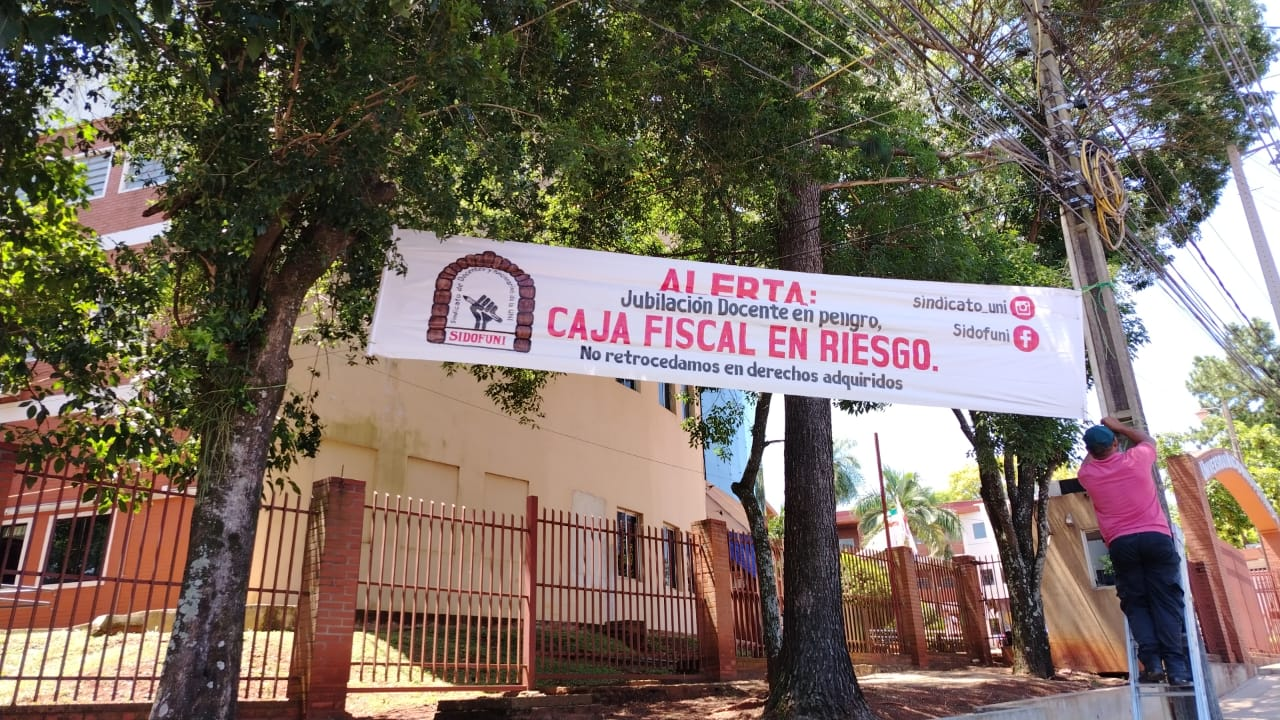 ALERTA:
Jubilación Docente en peligro,
CAJA FISCAL EN RIESGO.
No retrocedamos en derechos adquiridos
sindicato_uni
Sidofuni
SIDOFUNI